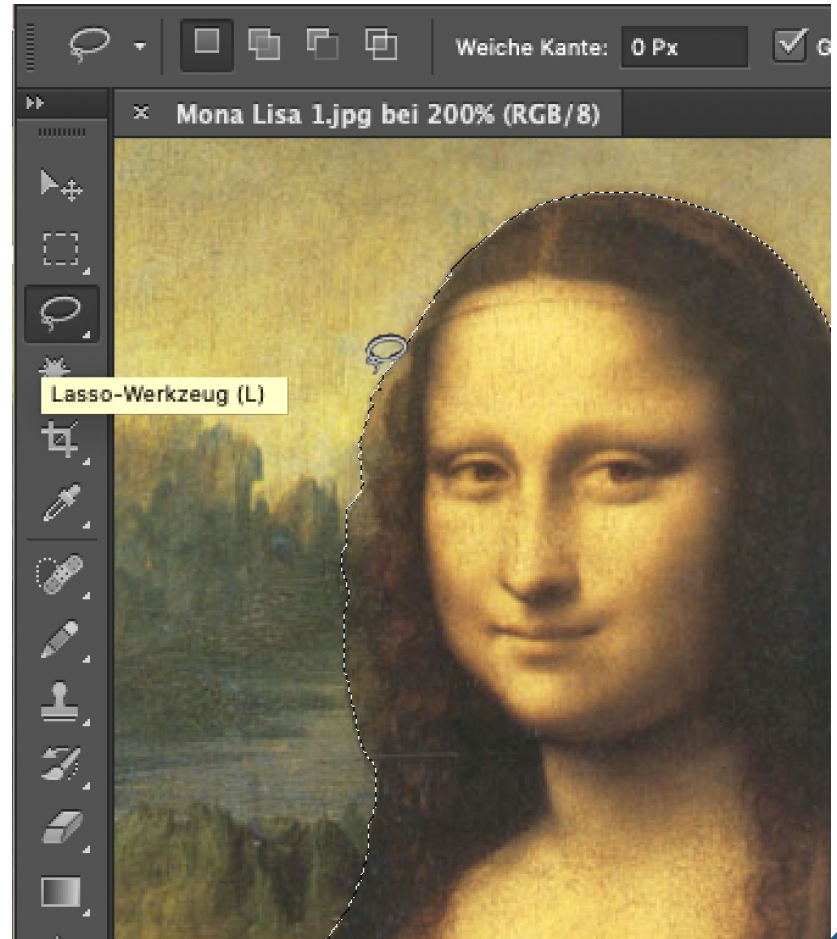 Weiche Kante: 0 Px G
× Mona Lisa 1.jpg bei 200% (RGB/8)
Lasso-Werkzeug (L)